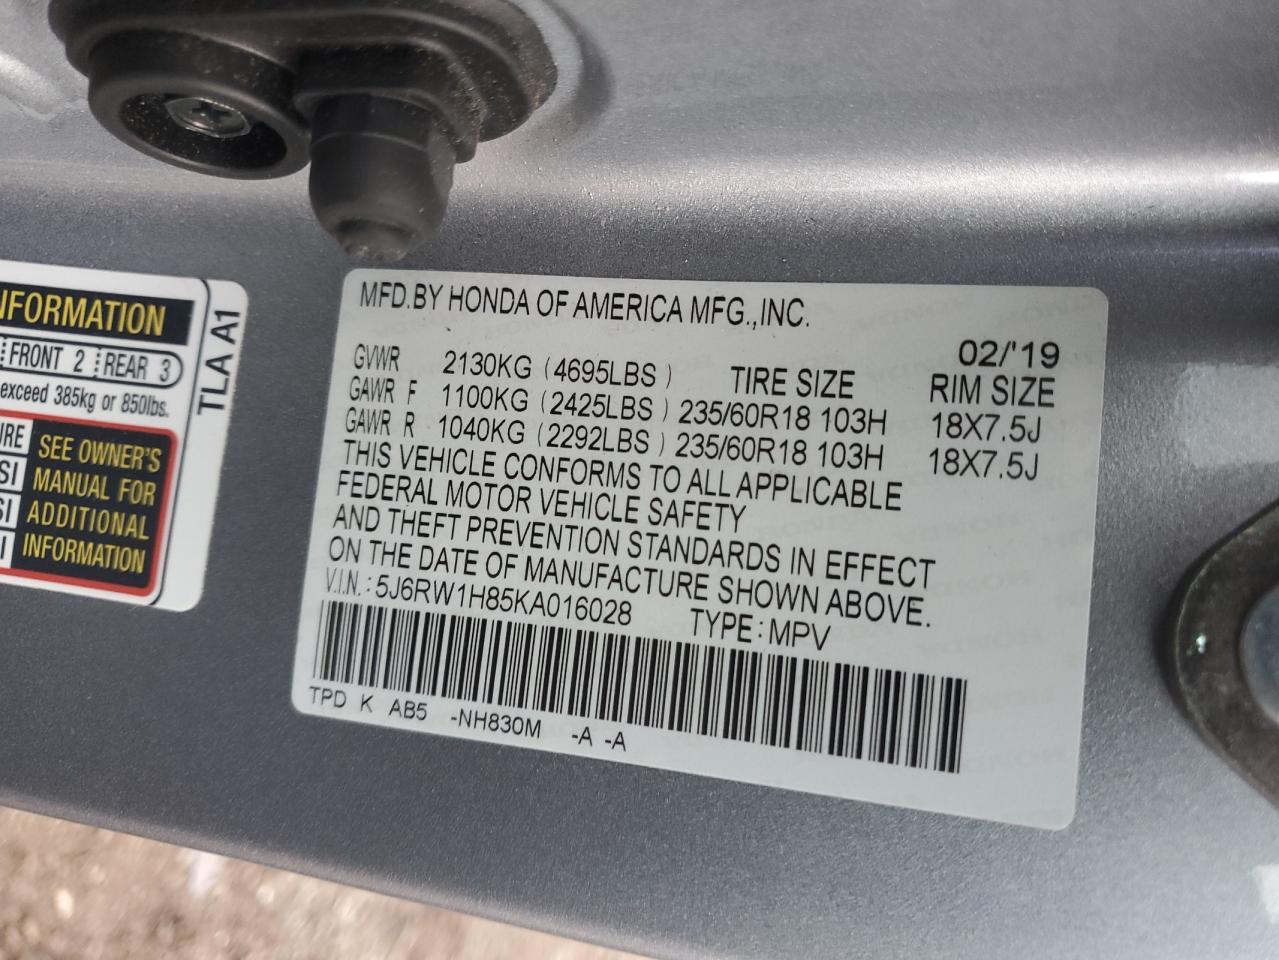 NFORMATION
FRONT 2 REAR 3
exceed 385kg or 850lbs.
SEE OWNER'S
MANUAL FOR
ADDITIONAL
INFORMATION
TLA A1
MFD.BY HONDA OF AMERICA MFG.,INC.
02/'19
GVWR 2130KG (4695LBS) TIRE SIZE RIM SIZE
GAWR F 1100KG (2425LBS) 235/60R18 103H 18X7.5J
GAWR R 1040KG (2292LBS) 235/60R18 103H 18X7.5J
THIS VEHICLE CONFORMS TO ALL APPLICABLE
FEDERAL MOTOR VEHICLE SAFETY
AND THEFT PREVENTION STANDARDS IN EFFECT
ON THE DATE OF MANUFACTURE SHOWN ABOVE.
V.I.N.: 5J6RW1H85KA016028 TYPE: MPV
TPD K AB5 -NH830M -A -A